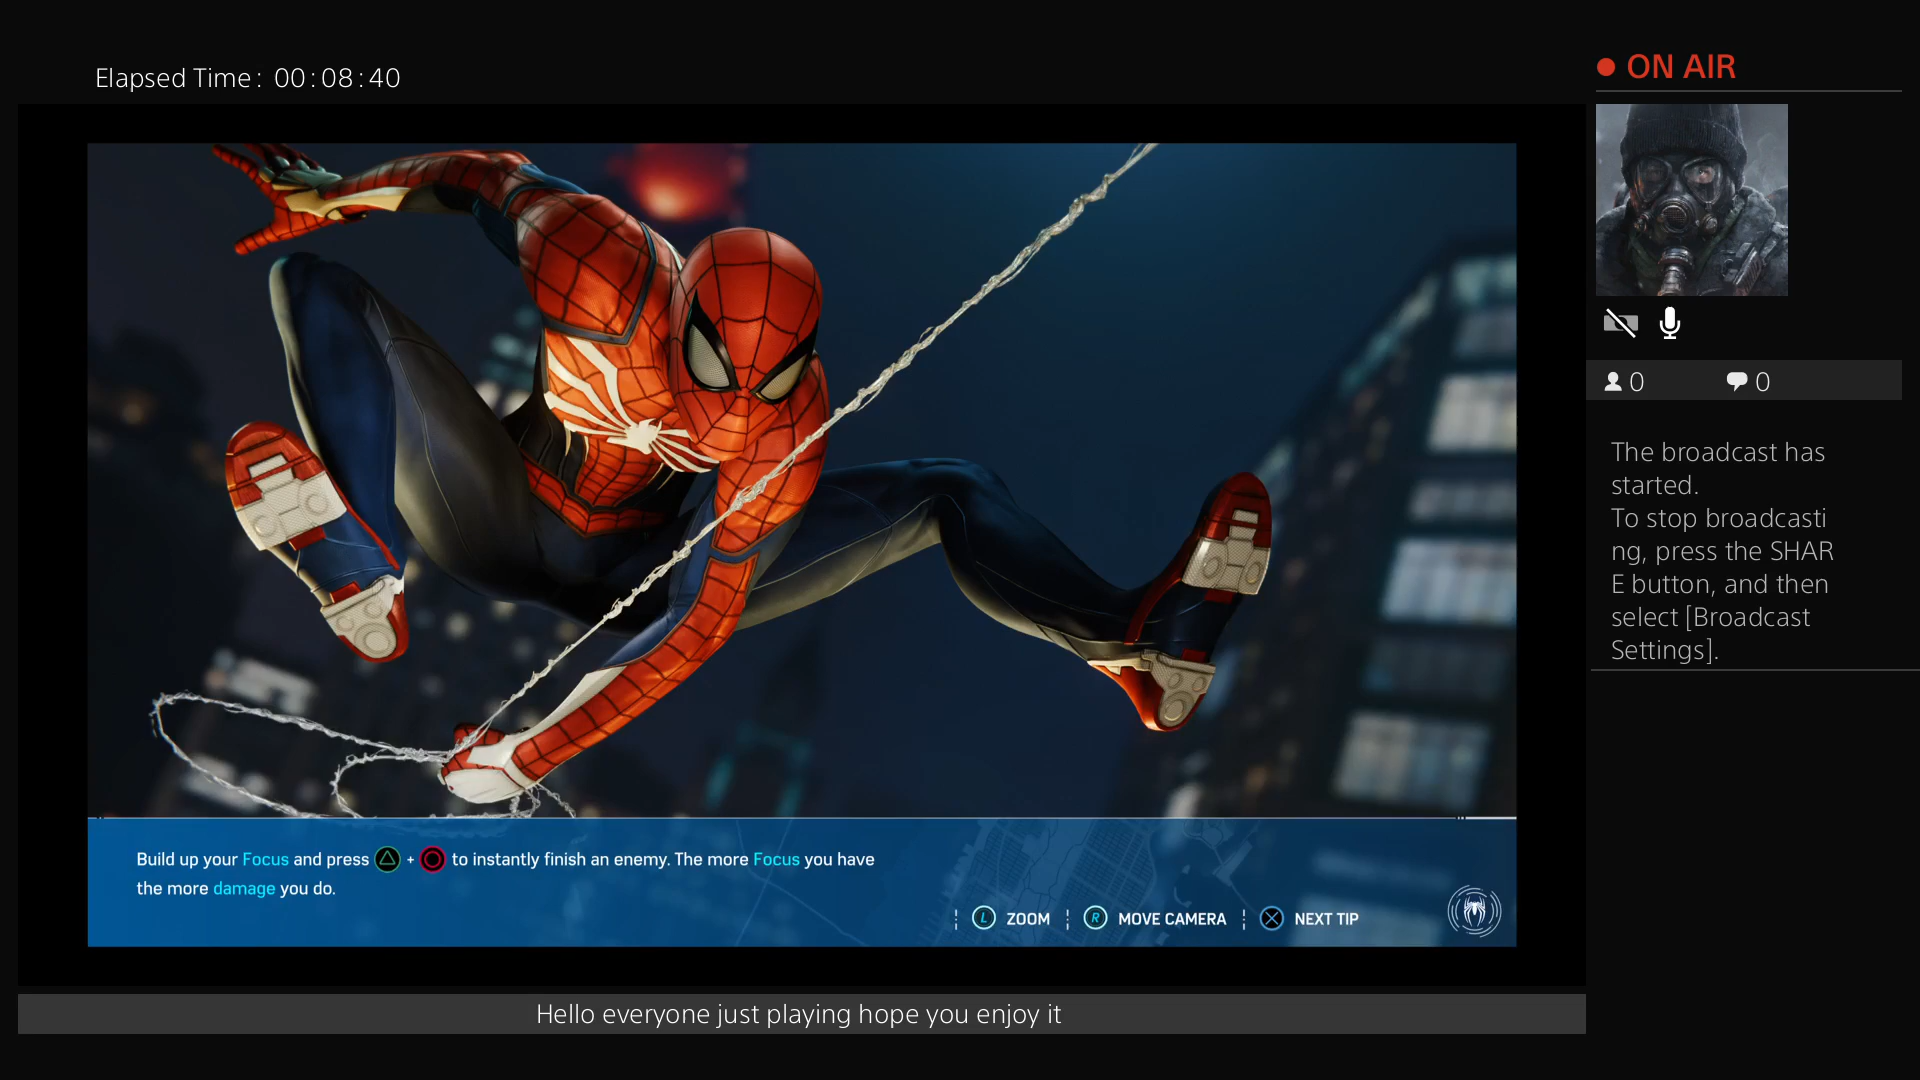 Elapsed Time: 00:08:40
ON AIR
0 0
The broadcast has
started.
To stop broadcasti
ng, press the SHAR
E button, and then
select [Broadcast
Settings].
Build up your Focus and press + to instantly finish an enemy. The more Focus you have
the more damage you do.
L ZOOM R MOVE CAMERA NEXT TIP
Hello everyone just playing hope you enjoy it